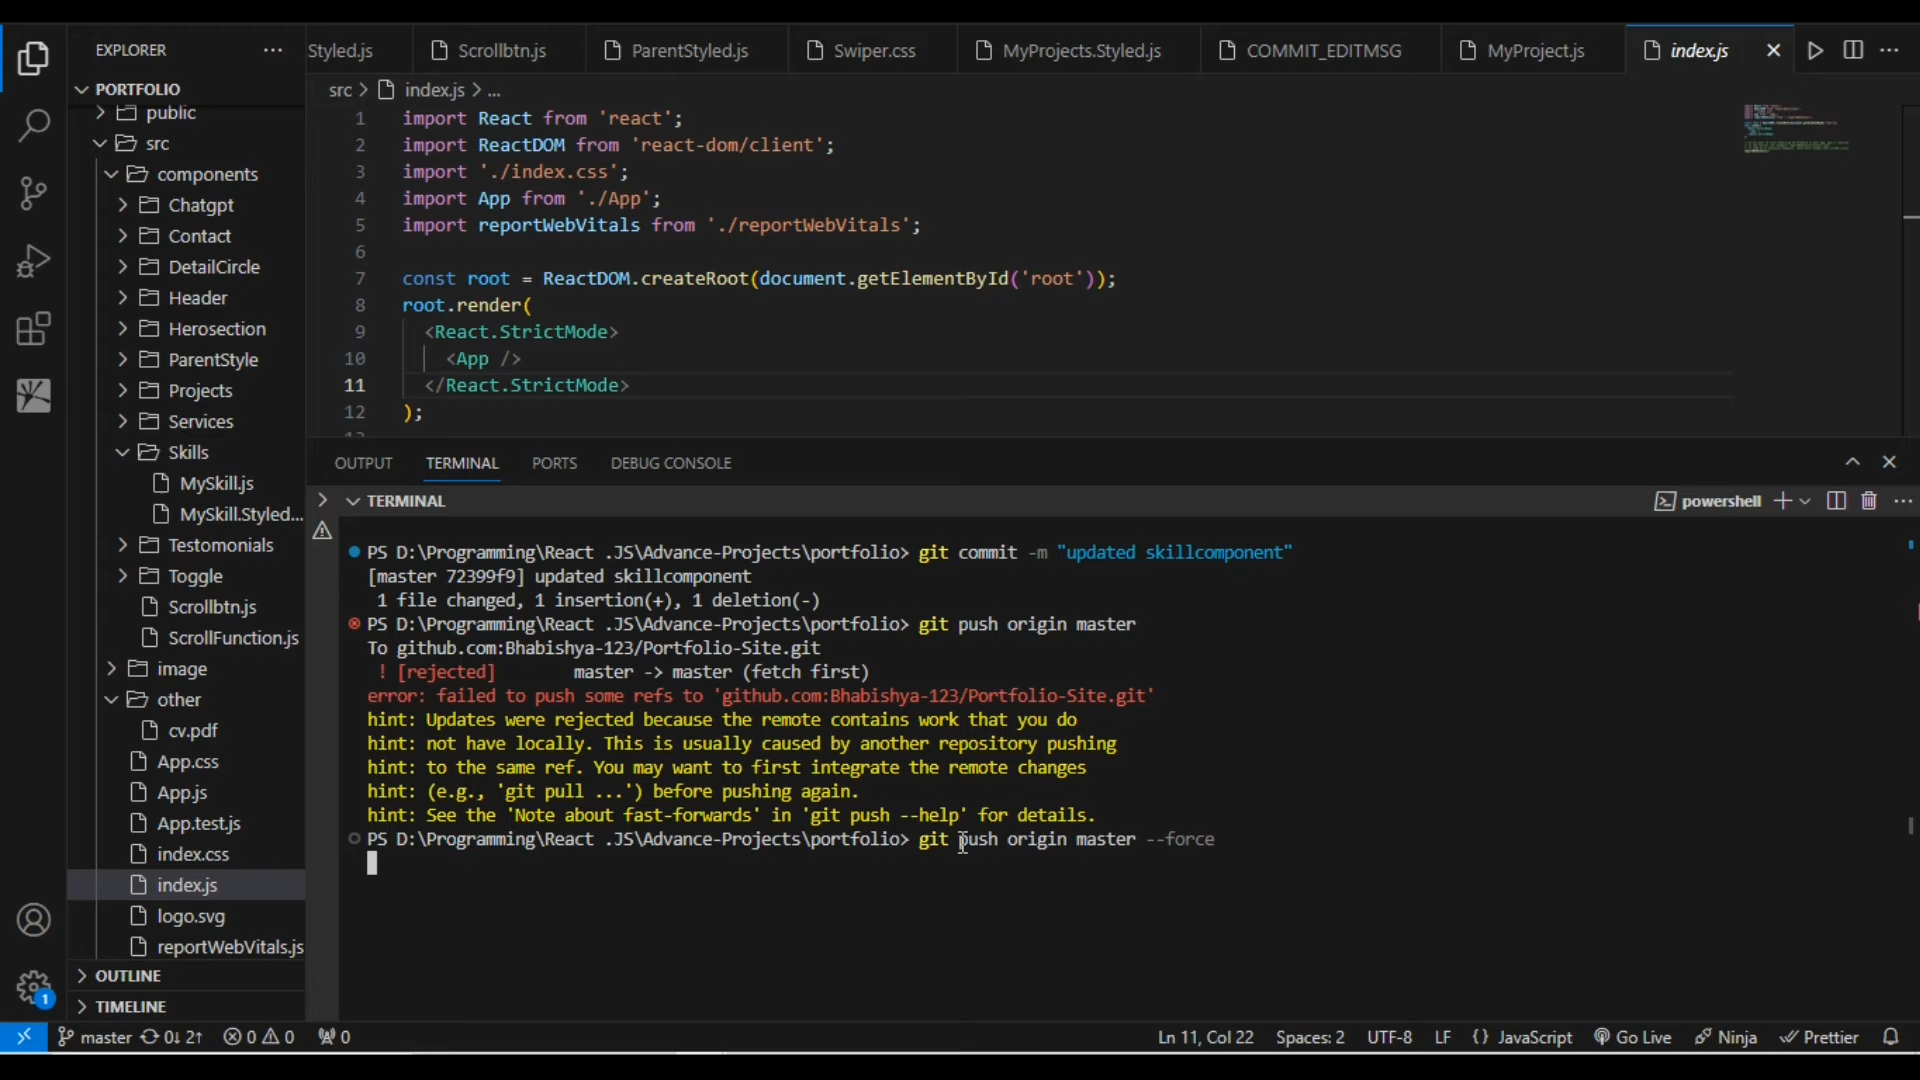 EXPLORER
Styled.js
Scrollbtn.js
ParentStyled.js
Swiper.css
MyProjects.Styled.js
COMMIT_EDITMSG
MyProject.js
index.js
PORTFOLIO
public
src
components
Chatgpt
Contact
DetailCircle
Header
Herosection
ParentStyle
Projects
Services
Skills
MySkill.js
MySkill.Styled...
Testomonials
Toggle
Scrollbtn.js
ScrollFunction.js
image
other
cv.pdf
App.css
App.js
App.test.js
index.css
index.js
logo.svg
reportWebVitals.js
OUTLINE
TIMELINE
src > index.js > ...
1 import React from 'react';
2 import ReactDOM from 'react-dom/client';
3 import './index.css';
4 import App from './App';
5 import reportWebVitals from './reportWebVitals';
6
7 const root = ReactDOM.createRoot(document.getElementById('root'));
8 root.render(
9 <React.StrictMode>
10 <App />
11 </React.StrictMode>
12 );
OUTPUT TERMINAL PORTS DEBUG CONSOLE
TERMINAL
powershell
PS D:\Programming\React .JS\Advance-Projects\portfolio> git commit -m "updated skillcomponent"
[master 72399f9] updated skillcomponent
1 file changed, 1 insertion(+), 1 deletion(-)
PS D:\Programming\React .JS\Advance-Projects\portfolio> git push origin master
To github.com:Bhabishya-123/Portfolio-Site.git
! [rejected] master -> master (fetch first)
error: failed to push some refs to 'github.com:Bhabishya-123/Portfolio-Site.git'
hint: Updates were rejected because the remote contains work that you do
hint: not have locally. This is usually caused by another repository pushing
hint: to the same ref. You may want to first integrate the remote changes
hint: (e.g., 'git pull ...') before pushing again.
hint: See the 'Note about fast-forwards' in 'git push --help' for details.
PS D:\Programming\React .JS\Advance-Projects\portfolio> git push origin master --force
1
master 0↓ 2↑ 0 0 0
Ln 11, Col 22 Spaces: 2 UTF-8 LF {} JavaScript Go Live Ninja Prettier